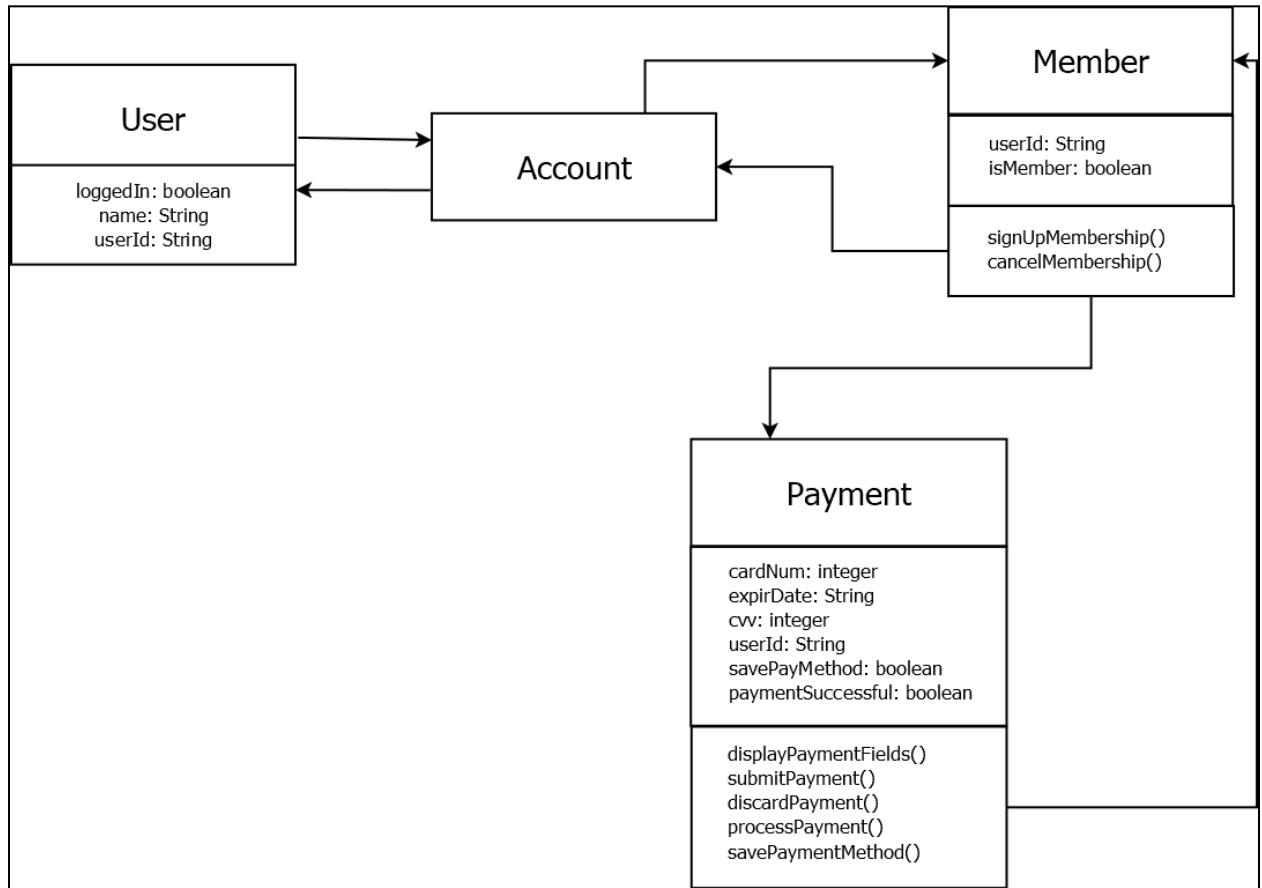 User
loggedIn: boolean
name: String
userId: String
Account
Member
userId: String
isMember: boolean
signUpMembership()
cancelMembership()
Payment
cardNum: integer
expirDate: String
cvv: integer
userId: String
savePayMethod: boolean
paymentSuccessful: boolean
displayPaymentFields()
submitPayment()
discardPayment()
processPayment()
savePaymentMethod()